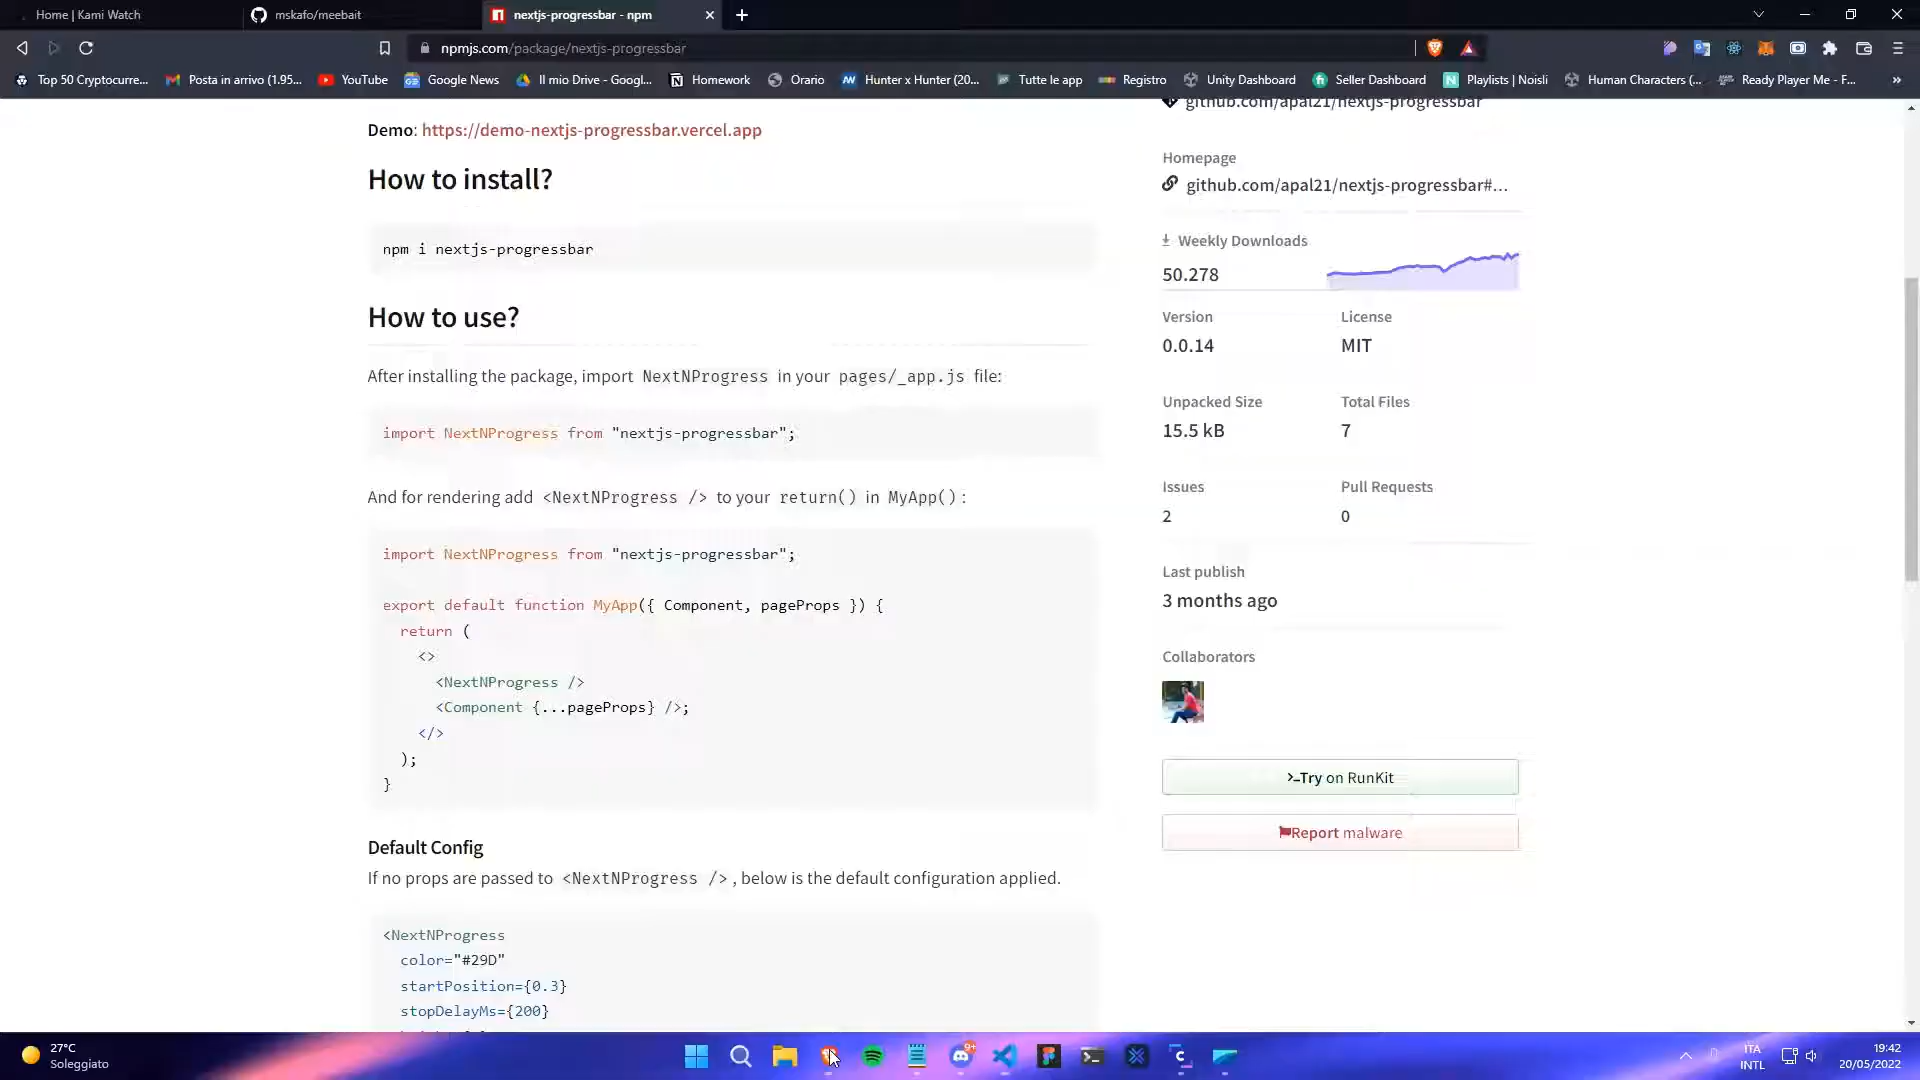 Home | Kami Watch
mskafo/meebait
nextjs-progressbar - npm
npmjs.com/package/nextjs-progressbar
Top 50 Cryptocurre...
Posta in arrivo (1.95...
YouTube
Google News
Il mio Drive - Googl...
Homework
Orario
Hunter x Hunter (20...
Tutte le app
Registro
Unity Dashboard
Seller Dashboard
Playlists | Noisli
Human Characters (...
Ready Player Me - F...
»
github.com/apal21/nextjs-progressbar
Demo: https://demo-nextjs-progressbar.vercel.app
How to install?
npm i nextjs-progressbar
How to use?
After installing the package, import NextNProgress in your pages/_app.js file:
import NextNProgress from "nextjs-progressbar";
And for rendering add <NextNProgress /> to your return() in MyApp():
import NextNProgress from "nextjs-progressbar";
export default function MyApp({ Component, pageProps }) {
return (
<>
<NextNProgress />
<Component {...pageProps} />;
</>
);
}
Default Config
If no props are passed to <NextNProgress />, below is the default configuration applied.
<NextNProgress
color="#29D"
startPosition={0.3}
stopDelayMs={200}
Homepage
github.com/apal21/nextjs-progressbar#...
Weekly Downloads
50.278
Version
License
0.0.14
MIT
Unpacked Size
Total Files
15.5 kB
7
Issues
Pull Requests
2
0
Last publish
3 months ago
Collaborators
>_Try on RunKit
Report malware
27°C
Soleggiato
9+
ITA
INTL
19:42
20/05/2022